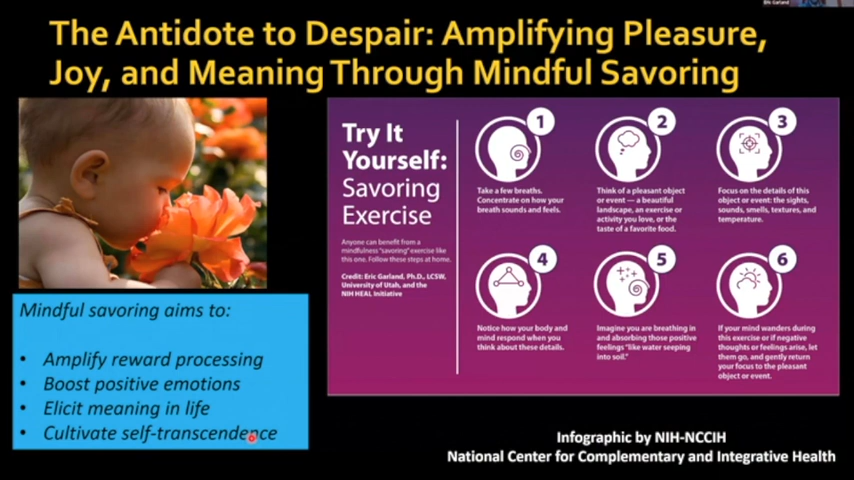 Eric Garland
The Antidote to Despair: Amplifying Pleasure,
Joy, and Meaning Through Mindful Savoring
Mindful savoring aims to:
• Amplify reward processing
• Boost positive emotions
• Elicit meaning in life
• Cultivate self-transcendence
Try It
Yourself:
Savoring
Exercise
Anyone can benefit from a
mindfulness "savoring" exercise like
this one. Follow these steps at home.
Credit: Eric Garland, Ph.D., LCSW,
University of Utah, and the
NIH HEAL Initiative
1
Take a few breaths.
Concentrate on how your
breath sounds and feels.
2
Think of a pleasant object
or event — a beautiful
landscape, an exercise or
activity you love, or the
taste of a favorite food.
3
Focus on the details of this
object or event: the sights,
sounds, smells, textures, and
temperature.
4
Notice how your body and
mind respond when you
think about these details.
5
Imagine you are breathing in
and absorbing those positive
feelings "like water seeping
into soil."
6
If your mind wanders during
this exercise or if negative
thoughts or feelings arise, let
them go, and gently return
your focus to the pleasant
object or event.
Infographic by NIH-NCCIH
National Center for Complementary and Integrative Health